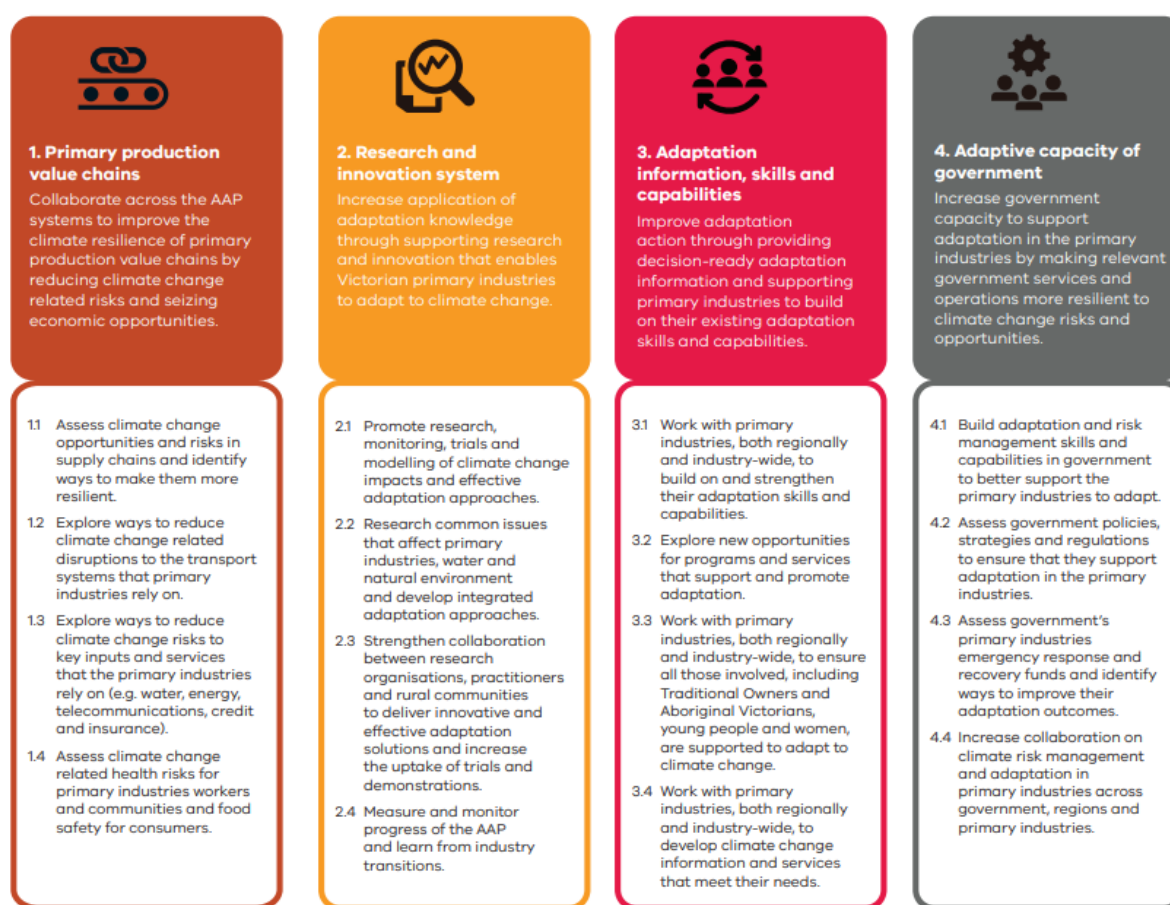 1. Primary production
value chains
Collaborate across the AAP
systems to improve the
climate resilience of primary
production value chains by
reducing climate change
related risks and seizing
economic opportunities.
1.1 Assess climate change
opportunities and risks in
supply chains and identify
ways to make them more
resilient.
1.2 Explore ways to reduce
climate change related
disruptions to the transport
systems that primary
industries rely on.
1.3 Explore ways to reduce
climate change risks to
key inputs and services
that the primary industries
rely on (e.g. water, energy,
telecommunications, credit
and insurance).
1.4 Assess climate change
related health risks for
primary industries workers
and communities and food
safety for consumers.
2. Research and
innovation system
Increase application of
adaptation knowledge
through supporting research
and innovation that enables
Victorian primary industries
to adapt to climate change.
2.1 Promote research,
monitoring, trials and
modelling of climate change
impacts and effective
adaptation approaches.
2.2 Research common issues
that affect primary
industries, water and
natural environment
and develop integrated
adaptation approaches.
2.3 Strengthen collaboration
between research
organisations, practitioners
and rural communities
to deliver innovative and
effective adaptation
solutions and increase
the uptake of trials and
demonstrations.
2.4 Measure and monitor
progress of the AAP
and learn from industry
transitions.
3. Adaptation
information, skills and
capabilities
Improve adaptation
action through providing
decision-ready adaptation
information and supporting
primary industries to build
on their existing adaptation
skills and capabilities.
3.1 Work with primary
industries, both regionally
and industry-wide, to
build on and strengthen
their adaptation skills and
capabilities.
3.2 Explore new opportunities
for programs and services
that support and promote
adaptation.
3.3 Work with primary
industries, both regionally
and industry-wide, to ensure
all those involved, including
Traditional Owners and
Aboriginal Victorians,
young people and women,
are supported to adapt to
climate change.
3.4 Work with primary
industries, both regionally
and industry-wide, to
develop climate change
information and services
that meet their needs.
4. Adaptive capacity of
government
Increase government
capacity to support
adaptation in the primary
industries by making relevant
government services and
operations more resilient to
climate change risks and
opportunities.
4.1 Build adaptation and risk
management skills and
capabilities in government
to better support the
primary industries to adapt.
4.2 Assess government policies,
strategies and regulations
to ensure that they support
adaptation in the primary
industries.
4.3 Assess government's
primary industries
emergency response and
recovery funds and identify
ways to improve their
adaptation outcomes.
4.4 Increase collaboration on
climate risk management
and adaptation in
primary industries across
government, regions and
primary industries.